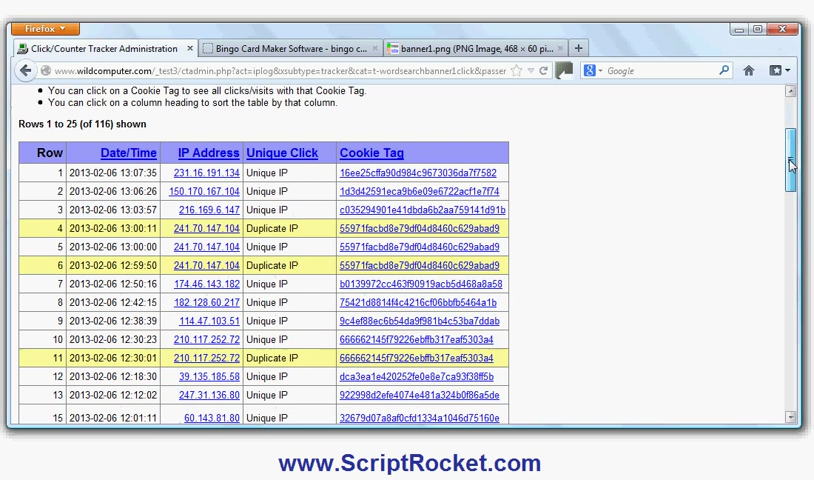 Firefox
Click/Counter Tracker Administration
Bingo Card Maker Software - bingo c...
banner1.png (PNG Image, 468 × 60 pi...
www.wildcomputer.com/_test3/ctadmin.php?act=iplog&xsubtype=tracker&cat=t-wordsearchbanner1click&passer
Google
You can click on a Cookie Tag to see all clicks/visits with that Cookie Tag.
You can click on a column heading to sort the table by that column.
Rows 1 to 25 (of 116) shown
Row Date/Time IP Address Unique Click Cookie Tag
1 2013-02-06 13:07:35 231.16.191.134 Unique IP 16ee25cffa90d984c9673036da7f7582
2 2013-02-06 13:06:26 150.170.167.104 Unique IP 1d3d42591eca9b6e09e6722acf1e7f74
3 2013-02-06 13:03:57 216.169.6.147 Unique IP c035294901e41bdda6b2aa759141d91b
4 2013-02-06 13:00:11 241.70.147.104 Duplicate IP 55971facbd8e79df04d8460c629abad9
5 2013-02-06 13:00:00 241.70.147.104 Unique IP 55971facbd8e79df04d8460c629abad9
6 2013-02-06 12:59:50 241.70.147.104 Duplicate IP 55971facbd8e79df04d8460c629abad9
7 2013-02-06 12:50:16 174.46.143.182 Unique IP b0139972cc463f90919acb5d468a8a58
8 2013-02-06 12:42:15 182.128.60.217 Unique IP 75421d8814f4c4216cf06bbfb5464a1b
9 2013-02-06 12:38:39 114.47.103.51 Unique IP 9c4ef88ec6b54da9f981b4c53ba7ddab
10 2013-02-06 12:30:23 210.117.252.72 Unique IP 666662145f79226ebffb317eaf5303a4
11 2013-02-06 12:30:01 210.117.252.72 Duplicate IP 666662145f79226ebffb317eaf5303a4
12 2013-02-06 12:18:30 39.135.185.58 Unique IP dca3ea1e420252fe0e8e7ca93f38ff5b
13 2013-02-06 12:12:02 247.31.136.80 Unique IP 922998d2efe4074e481a324b0f86a5de
15 2013-02-06 12:01:11 60.143.81.80 Unique IP 32679d07a8af0cfd1334a1046d75160e
www.ScriptRocket.com